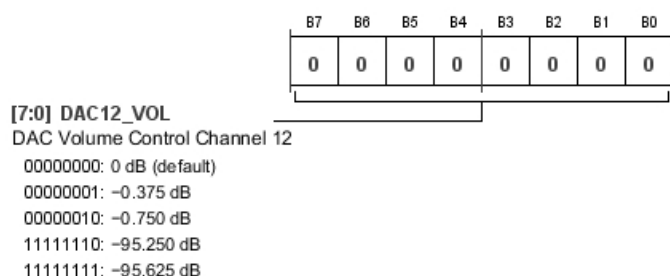 B7 B6 B5 B4 B3 B2 B1 B0
0 0 0 0 0 0 0 0
[7:0] DAC12_VOL
DAC Volume Control Channel 12
00000000: 0 dB (default)
00000001: −0.375 dB
00000010: −0.750 dB
11111110: −95.250 dB
11111111: −95.625 dB